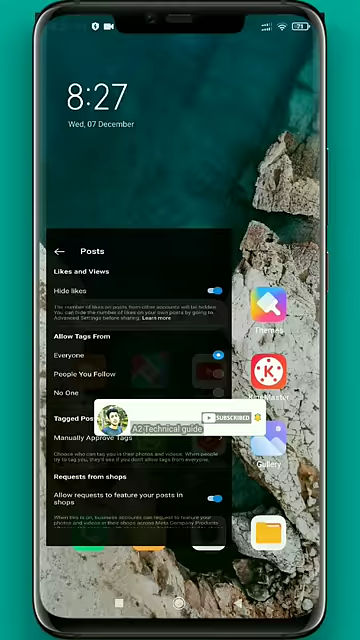 71
8:27
Wed, 07 December
Posts
Likes and Views
Hide likes
The number of likes on posts from other accounts will be hidden.
You can hide the number of likes on your own posts by going to
Advanced Settings before sharing. Learn more
Allow Tags From
Everyone
People You Follow
No One
Themes
KineMaster
SUBSCRIBED
A2 Technical guide
Tagged Pos
Manually Approve Tags
Gallery
Choose who can tag you in their photos and videos. When people
try to tag you, they'll see if you don't allow tags from everyone.
Requests from shops
Allow requests to feature your posts in
shops
When this is on, business accounts can request to feature your
photos and videos in their shops across Meta Company Products